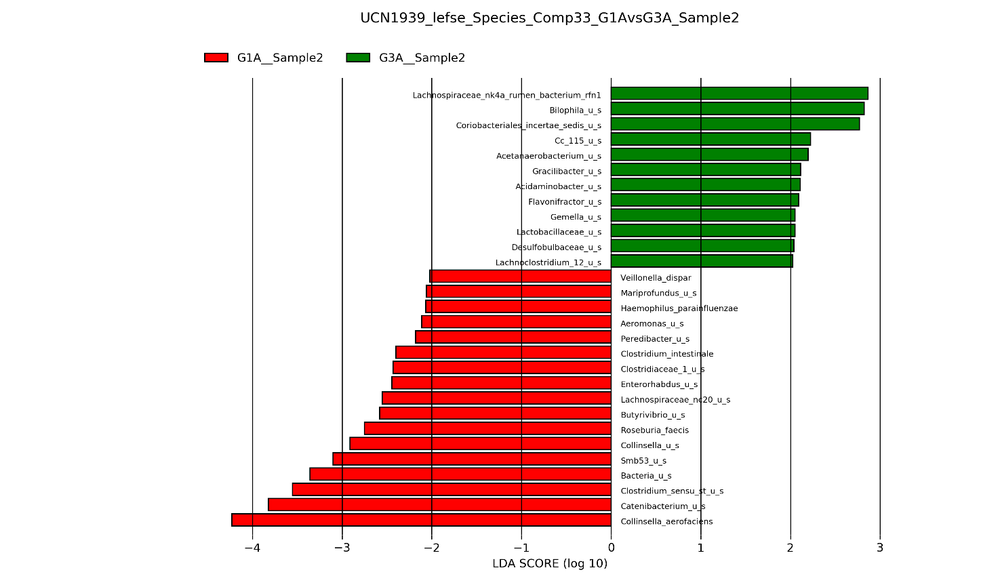 UCN1939_lefse_Species_Comp33_G1AvsG3A_Sample2
G1A__Sample2 G3A__Sample2
Lachnospiraceae_nk4a_rumen_bacterium_rfn1
Bilophila_u_s
Coriobacteriales_incertae_sedis_u_s
Cc_115_u_s
Acetanaerobacterium_u_s
Gracilibacter_u_s
Acidaminobacter_u_s
Flavonifractor_u_s
Gemella_u_s
Lactobacillaceae_u_s
Desulfobulbaceae_u_s
Lachnoclostridium_12_u_s
Veillonella_dispar
Mariprofundus_u_s
Haemophilus_parainfluenzae
Aeromonas_u_s
Peredibacter_u_s
Clostridium_intestinale
Clostridiaceae_1_u_s
Enterorhabdus_u_s
Lachnospiraceae_nc20_u_s
Butyrivibrio_u_s
Roseburia_faecis
Collinsella_u_s
Smb53_u_s
Bacteria_u_s
Clostridium_sensu_st_u_s
Catenibacterium_u_s
Collinsella_aerofaciens
−4 −3 −2 −1 0 1 2 3
LDA SCORE (log 10)